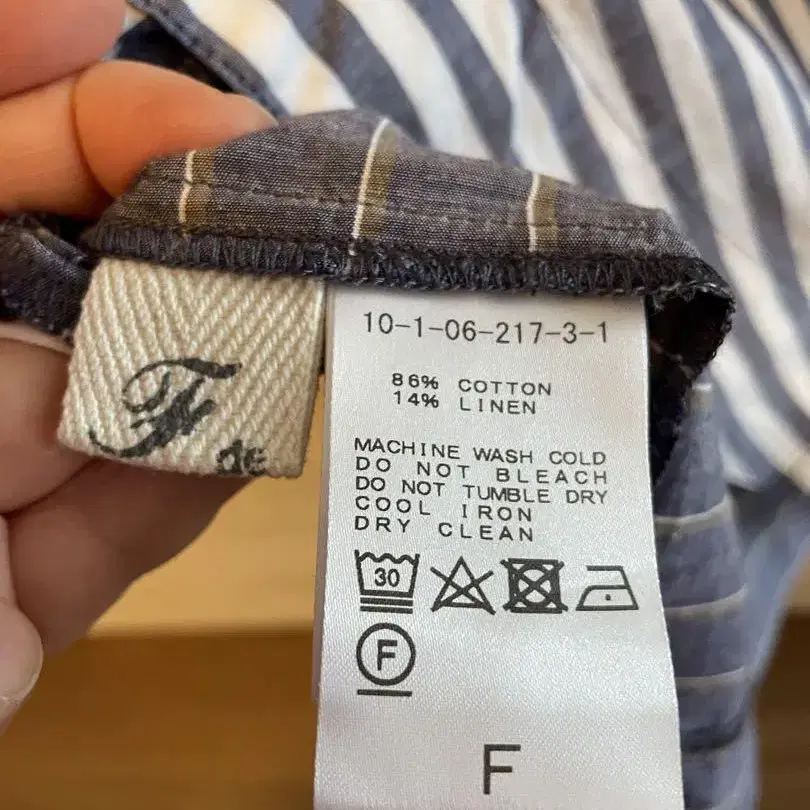 10-1-06-217-3-1
86% COTTON
14% LINEN
MACHINE WASH COLD
DO NOT BLEACH
DO NOT TUMBLE DRY
COOL IRON
DRY CLEAN
30
F
F
de